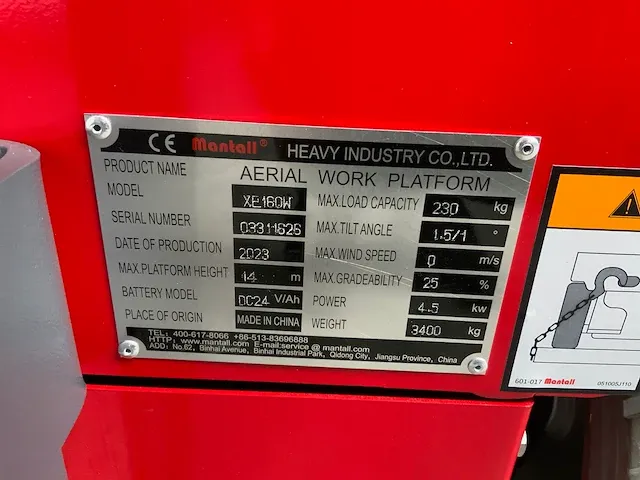 CE Mantall® HEAVY INDUSTRY CO.,LTD.
PRODUCT NAME AERIAL WORK PLATFORM
MODEL XE160W MAX.LOAD CAPACITY 230 kg
SERIAL NUMBER 03311626 MAX.TILT ANGLE 1.5/1 °
DATE OF PRODUCTION 2023 MAX.WIND SPEED 0 m/s
MAX.PLATFORM HEIGHT 14 m MAX.GRADEABILITY 25 %
BATTERY MODEL DC24 V/Ah POWER 4.5 kw
PLACE OF ORIGIN MADE IN CHINA WEIGHT 3400 kg
TEL: 400-617-8066 +86-513-83696888
HTTP: www.mantall.com E-mail:service @ mantall.com
ADD: No.62, Binhai Avenue, Binhai Industrial Park, Qidong City, Jiangsu Province, China
601-017 Mantall 051005J110